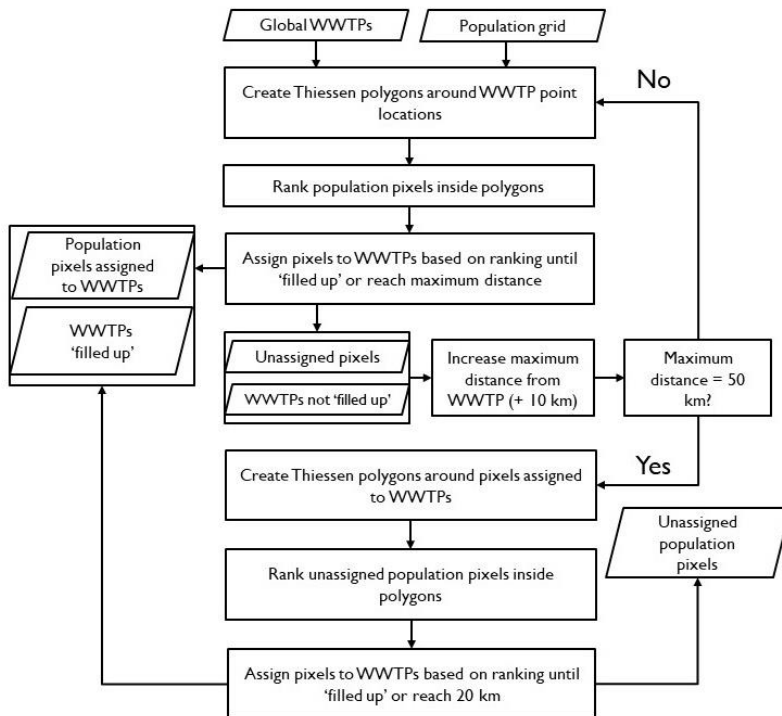 Global WWTPs
Population grid
Create Thiessen polygons around WWTP point
locations
No
Rank population pixels inside polygons
Population
pixels assigned
to WWTPs
WWTPs
'filled up'
Assign pixels to WWTPs based on ranking until
'filled up' or reach maximum distance
Unassigned pixels
WWTPs not 'filled up'
Increase maximum
distance from
WWTP (+ 10 km)
Maximum
distance = 50
km?
Yes
Create Thiessen polygons around pixels assigned
to WWTPs
Unassigned
population
pixels
Rank unassigned population pixels inside
polygons
Assign pixels to WWTPs based on ranking until
'filled up' or reach 20 km